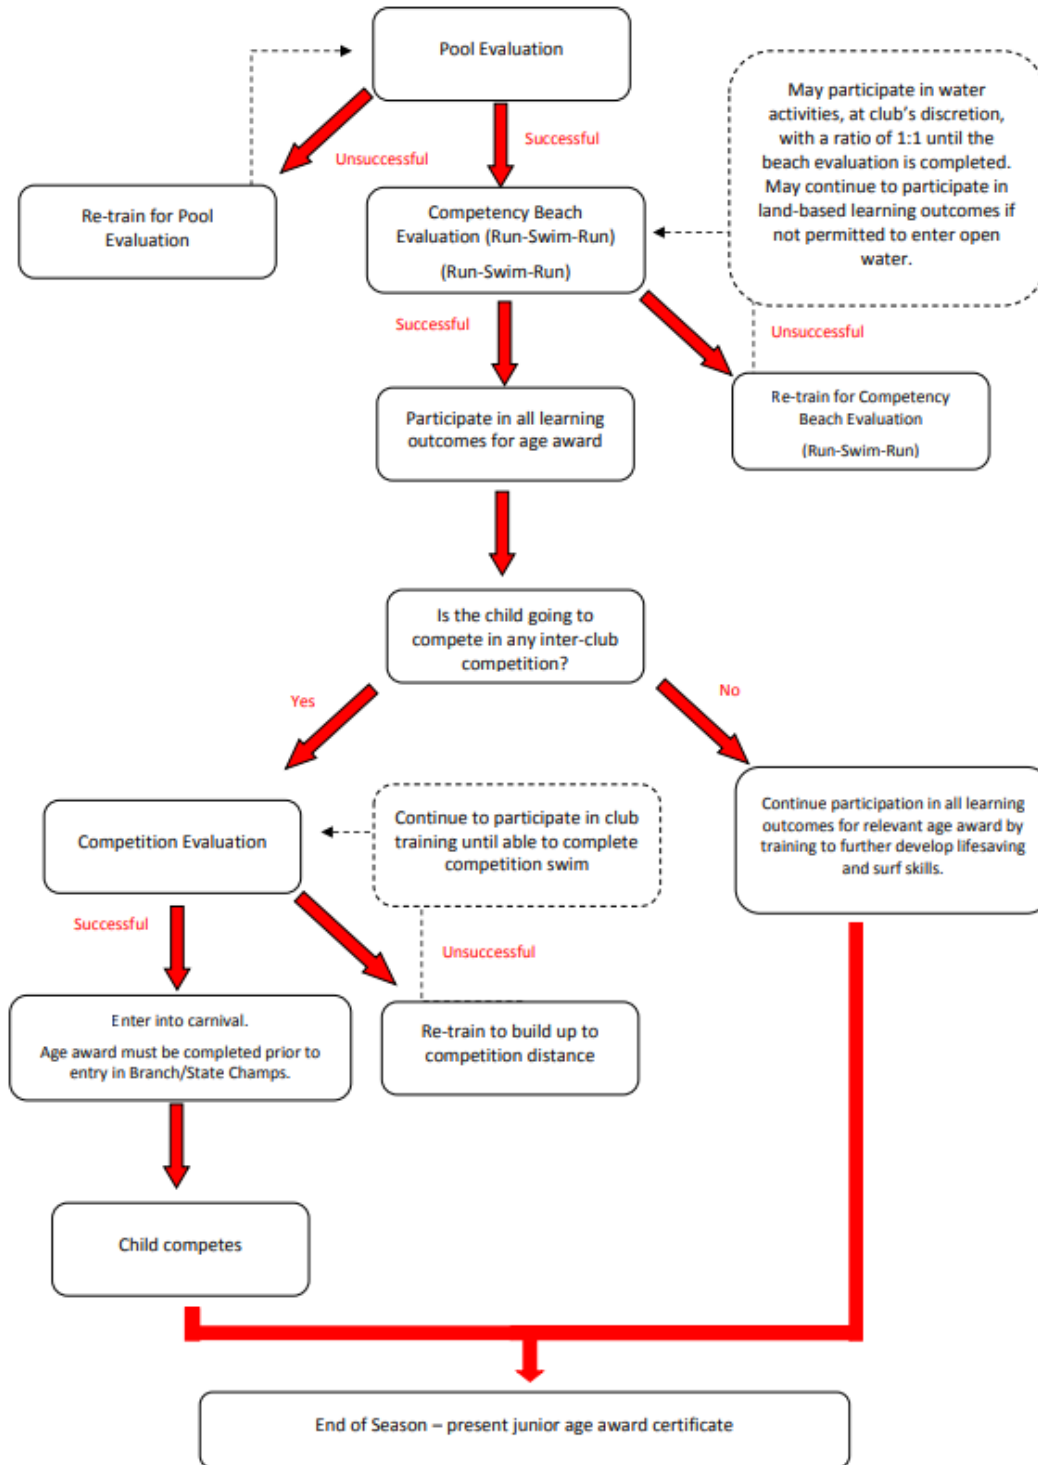 Pool Evaluation
May participate in water
activities, at club's discretion,
with a ratio of 1:1 until the
beach evaluation is completed.
May continue to participate in
land-based learning outcomes if
not permitted to enter open
water.
Unsuccessful
Successful
Re-train for Pool
Evaluation
Competency Beach
Evaluation (Run-Swim-Run)
(Run-Swim-Run)
Successful
Unsuccessful
Participate in all learning
outcomes for age award
Re-train for Competency
Beach Evaluation
(Run-Swim-Run)
Is the child going to
compete in any inter-club
competition?
Yes
No
Competition Evaluation
Continue to participate in club
training until able to complete
competition swim
Continue participation in all learning
outcomes for relevant age award by
training to further develop lifesaving
and surf skills.
Successful
Unsuccessful
Enter into carnival.
Age award must be completed prior to
entry in Branch/State Champs.
Re-train to build up to
competition distance
Child competes
End of Season – present junior age award certificate